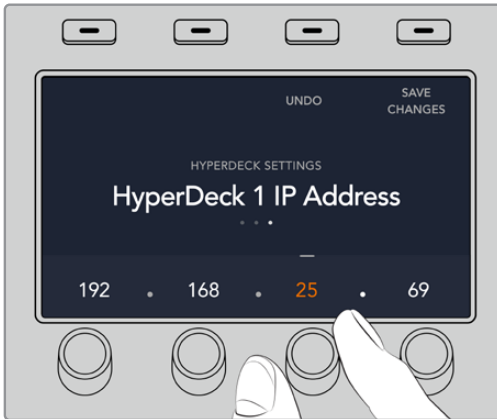 UNDO
SAVE
CHANGES
HYPERDECK SETTINGS
HyperDeck 1 IP Address
192 . 168 . 25 . 69